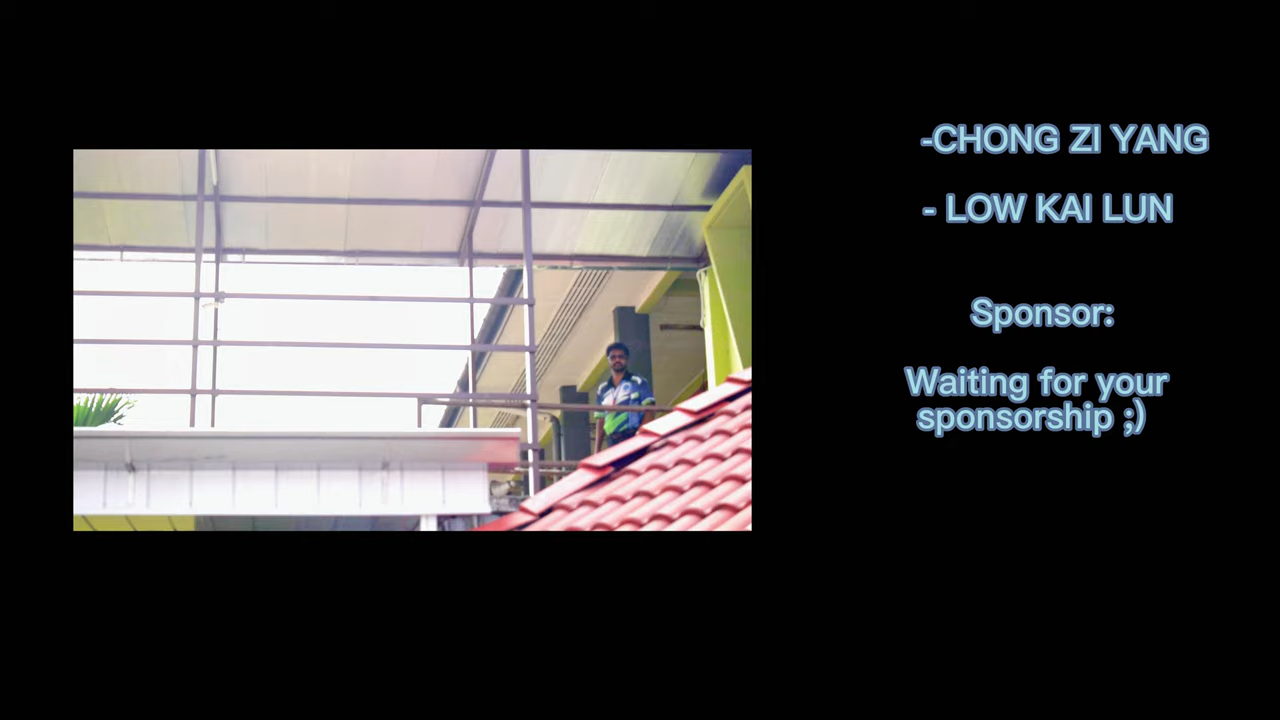 -CHONG ZI YANG
- LOW KAI LUN
Sponsor:
Waiting for your
sponsorship ;)